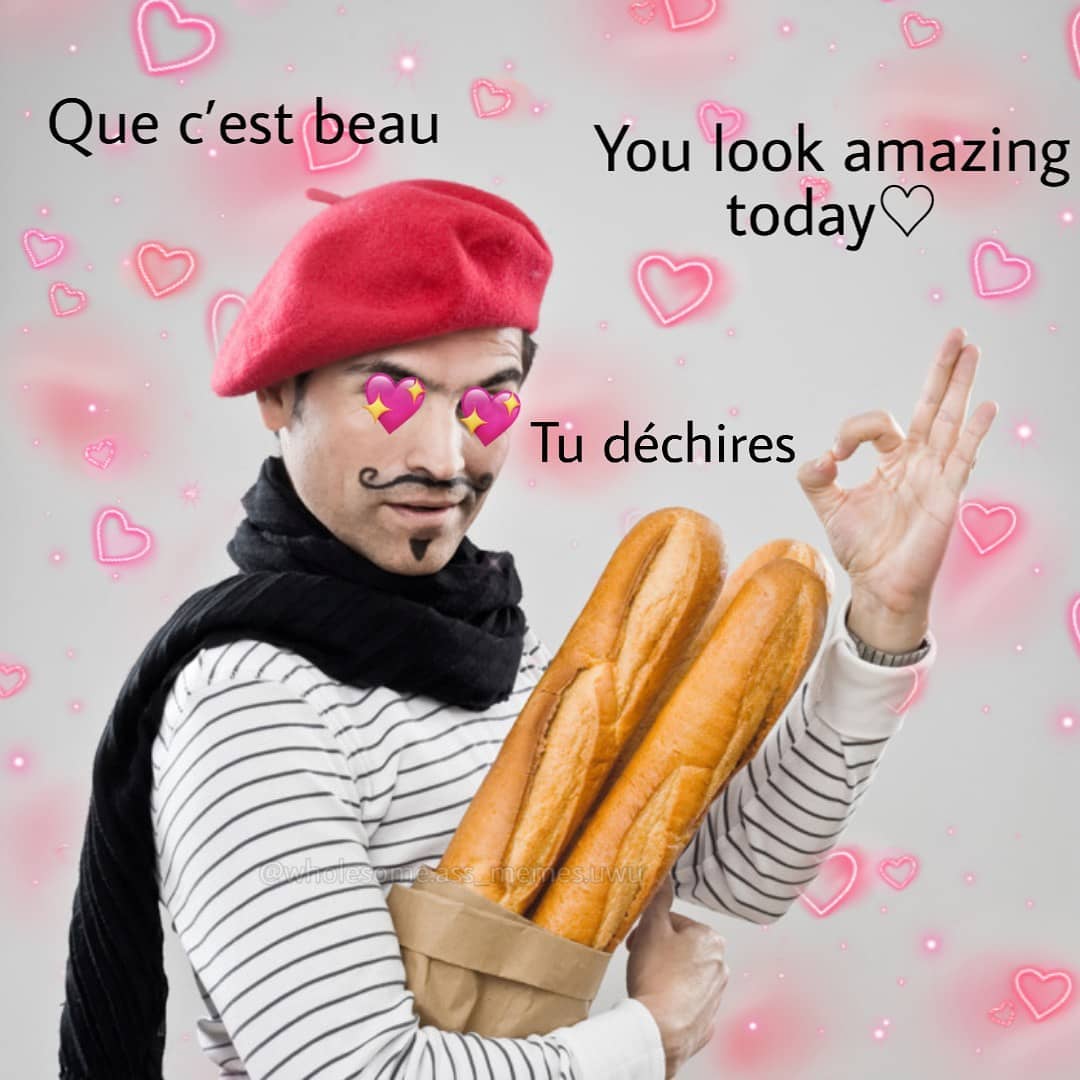 Que c'est beau
You look amazing
today♡
Tu déchires
@wholesome.ass_memes.uwu